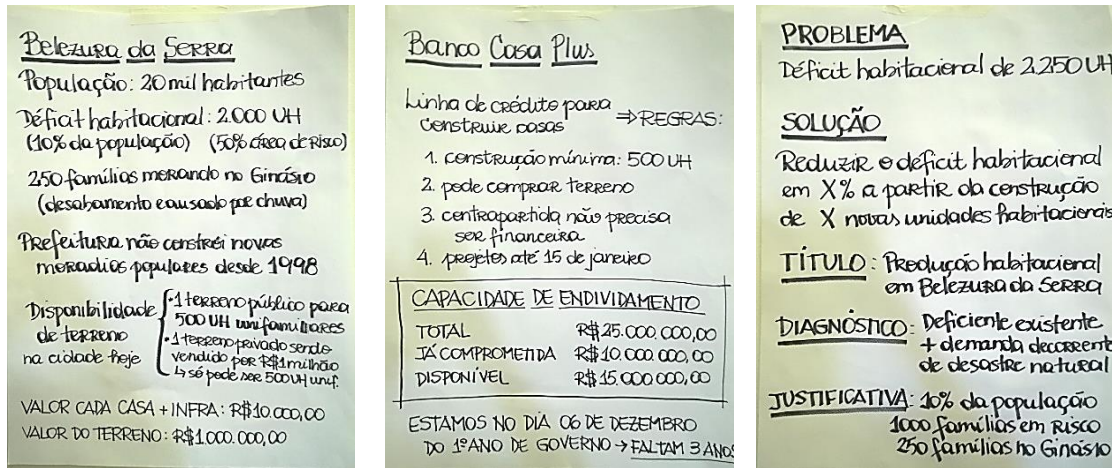 Belezura da Serra
População: 20 mil habitantes
Déficit habitacional: 2.000 UH
(10% da população) (50% área de risco)
250 famílias morando no Ginásio
(desabamento causado por chuva)
Prefeitura não constrói novas
moradias populares desde 1998
Disponibilidade
de terreno
na cidade hoje
• 1 terreno público para
500 UH unifamiliares
• 1 terreno privado sendo
vendido por R$1 milhão
↳ só pode ser 500 UH unif.
VALOR CADA CASA + INFRA: R$10.000,00
VALOR DO TERRENO: R$1.000.000,00
Banco Casa Plus
Linha de crédito para
construir casas
⇒ REGRAS:
1. construção mínima: 500 UH
2. pode comprar terreno
3. contrapartida não precisa
ser financeira
4. projetos até 15 de janeiro
CAPACIDADE DE ENDIVIDAMENTO
TOTAL R$25.000.000,00
JÁ COMPROMETIDA R$10.000.000,00
DISPONÍVEL R$15.000.000,00
ESTAMOS NO DIA 06 DE DEZEMBRO
DO 1º ANO DE GOVERNO → FALTAM 3 ANOS
PROBLEMA
Déficit habitacional de 2.250 UH
SOLUÇÃO
Reduzir o déficit habitacional
em X% a partir da construção
de X novas unidades habitacionais
TÍTULO: Produção habitacional
em Belezura da Serra
DIAGNÓSTICO: Deficiente existente
+ demanda decorrente
de desastre natural
JUSTIFICATIVA: 10% da população
1000 famílias em risco
250 famílias no Ginásio